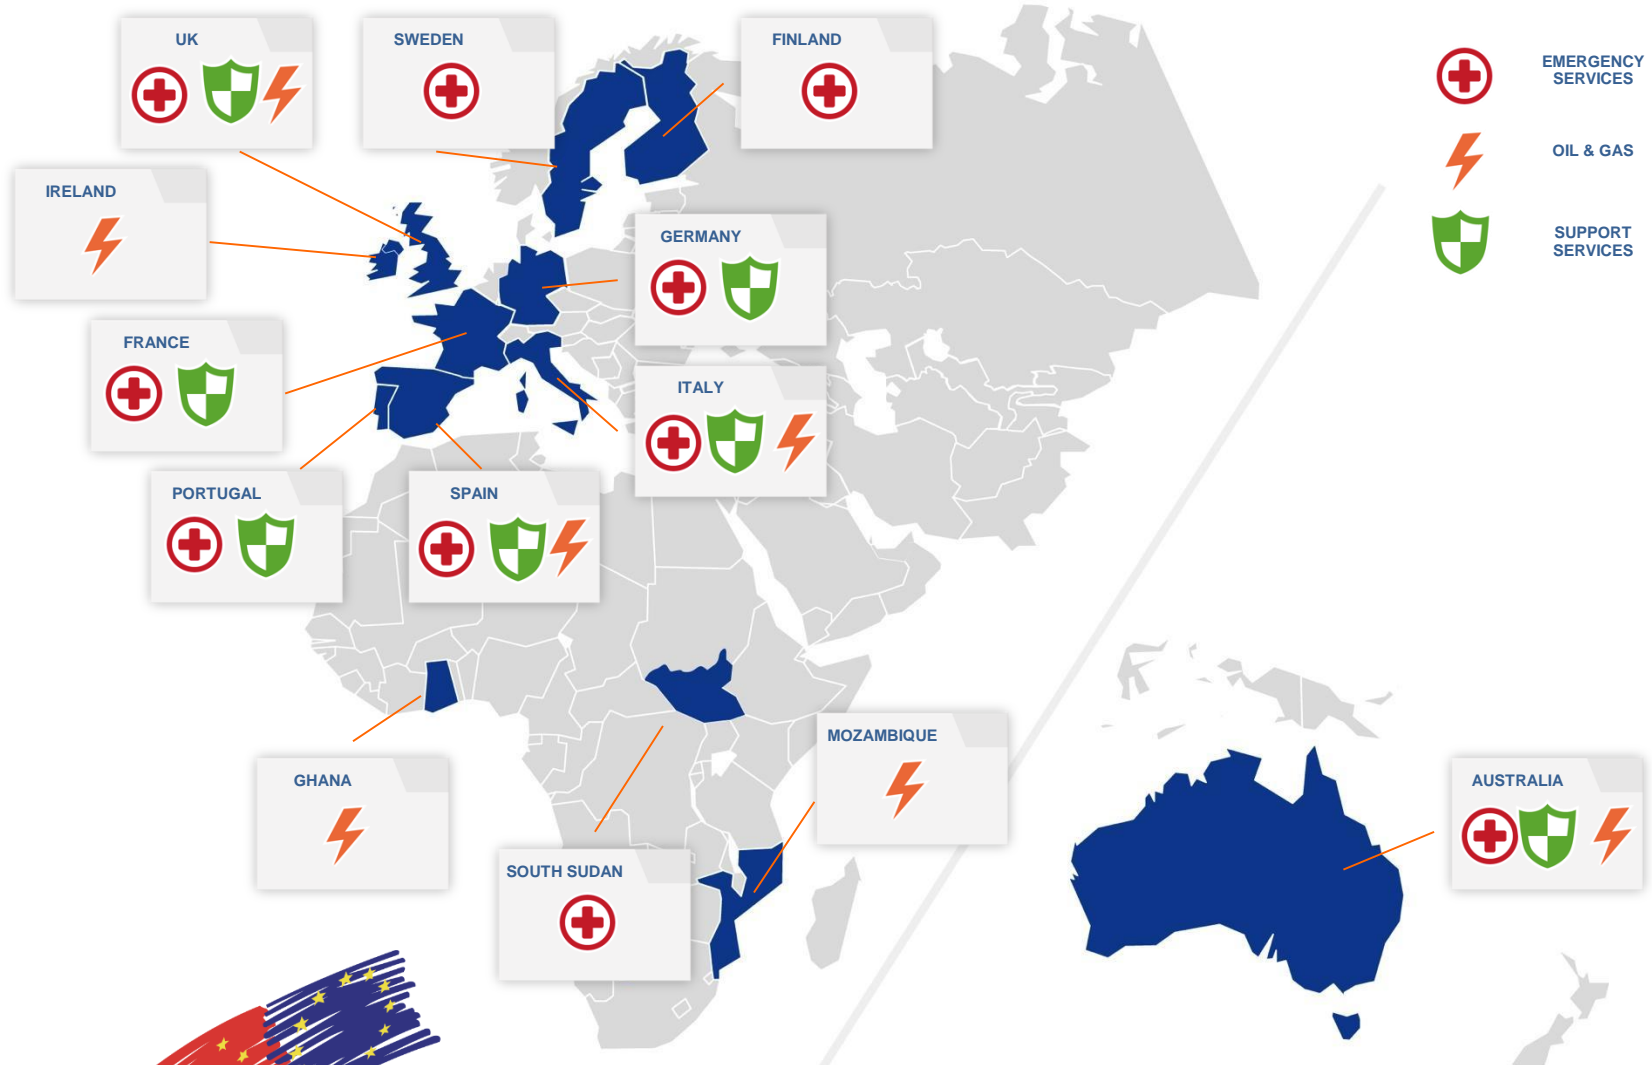 UK
SWEDEN
FINLAND
EMERGENCY
SERVICES
OIL & GAS
IRELAND
GERMANY
SUPPORT
SERVICES
FRANCE
ITALY
PORTUGAL
SPAIN
MOZAMBIQUE
GHANA
AUSTRALIA
SOUTH SUDAN